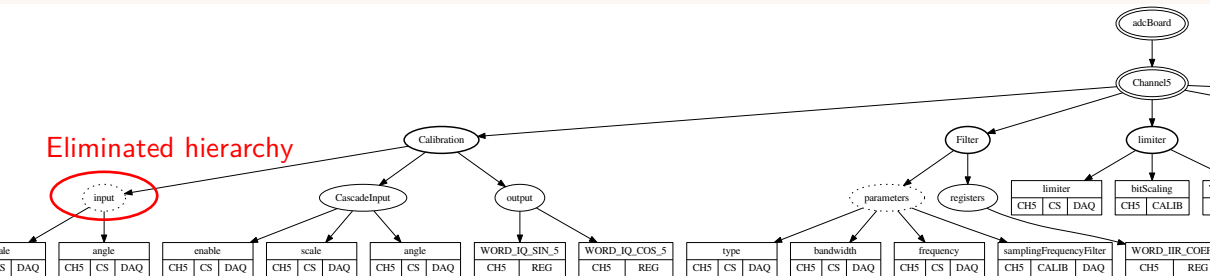 adcBoard
Channel5
Calibration
Filter
limiter
Eliminated hierarchy
input
CascadeInput
output
parameters
registers
limiter
CH5 CS DAQ
bitScaling
CH5 CALIB
angle
CH5 CS DAQ
enable
CH5 CS DAQ
scale
CH5 CS DAQ
angle
CH5 CS DAQ
WORD_IQ_SIN_5
CH5 REG
WORD_IQ_COS_5
CH5 REG
type
CH5 CS DAQ
bandwidth
CH5 CS DAQ
frequency
CH5 CS DAQ
samplingFrequencyFilter
CH5 CALIB DAQ
CH5 REG
DAQ